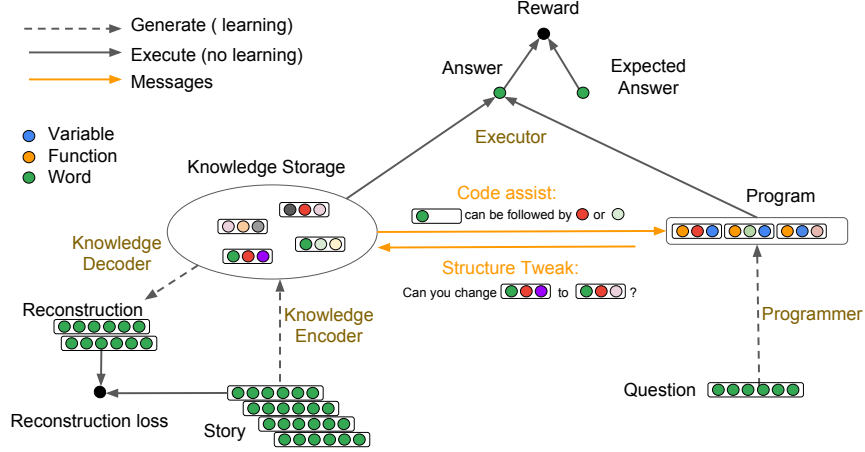 Generate ( learning)
Execute (no learning)
Messages
Reward
Answer
Expected
Answer
Executor
Variable
Function
Word
Knowledge Storage
Code assist:
can be followed by or
Program
Knowledge
Decoder
Structure Tweak:
Can you change to ?
Reconstruction
Knowledge
Encoder
Programmer
Question
Reconstruction loss
Story